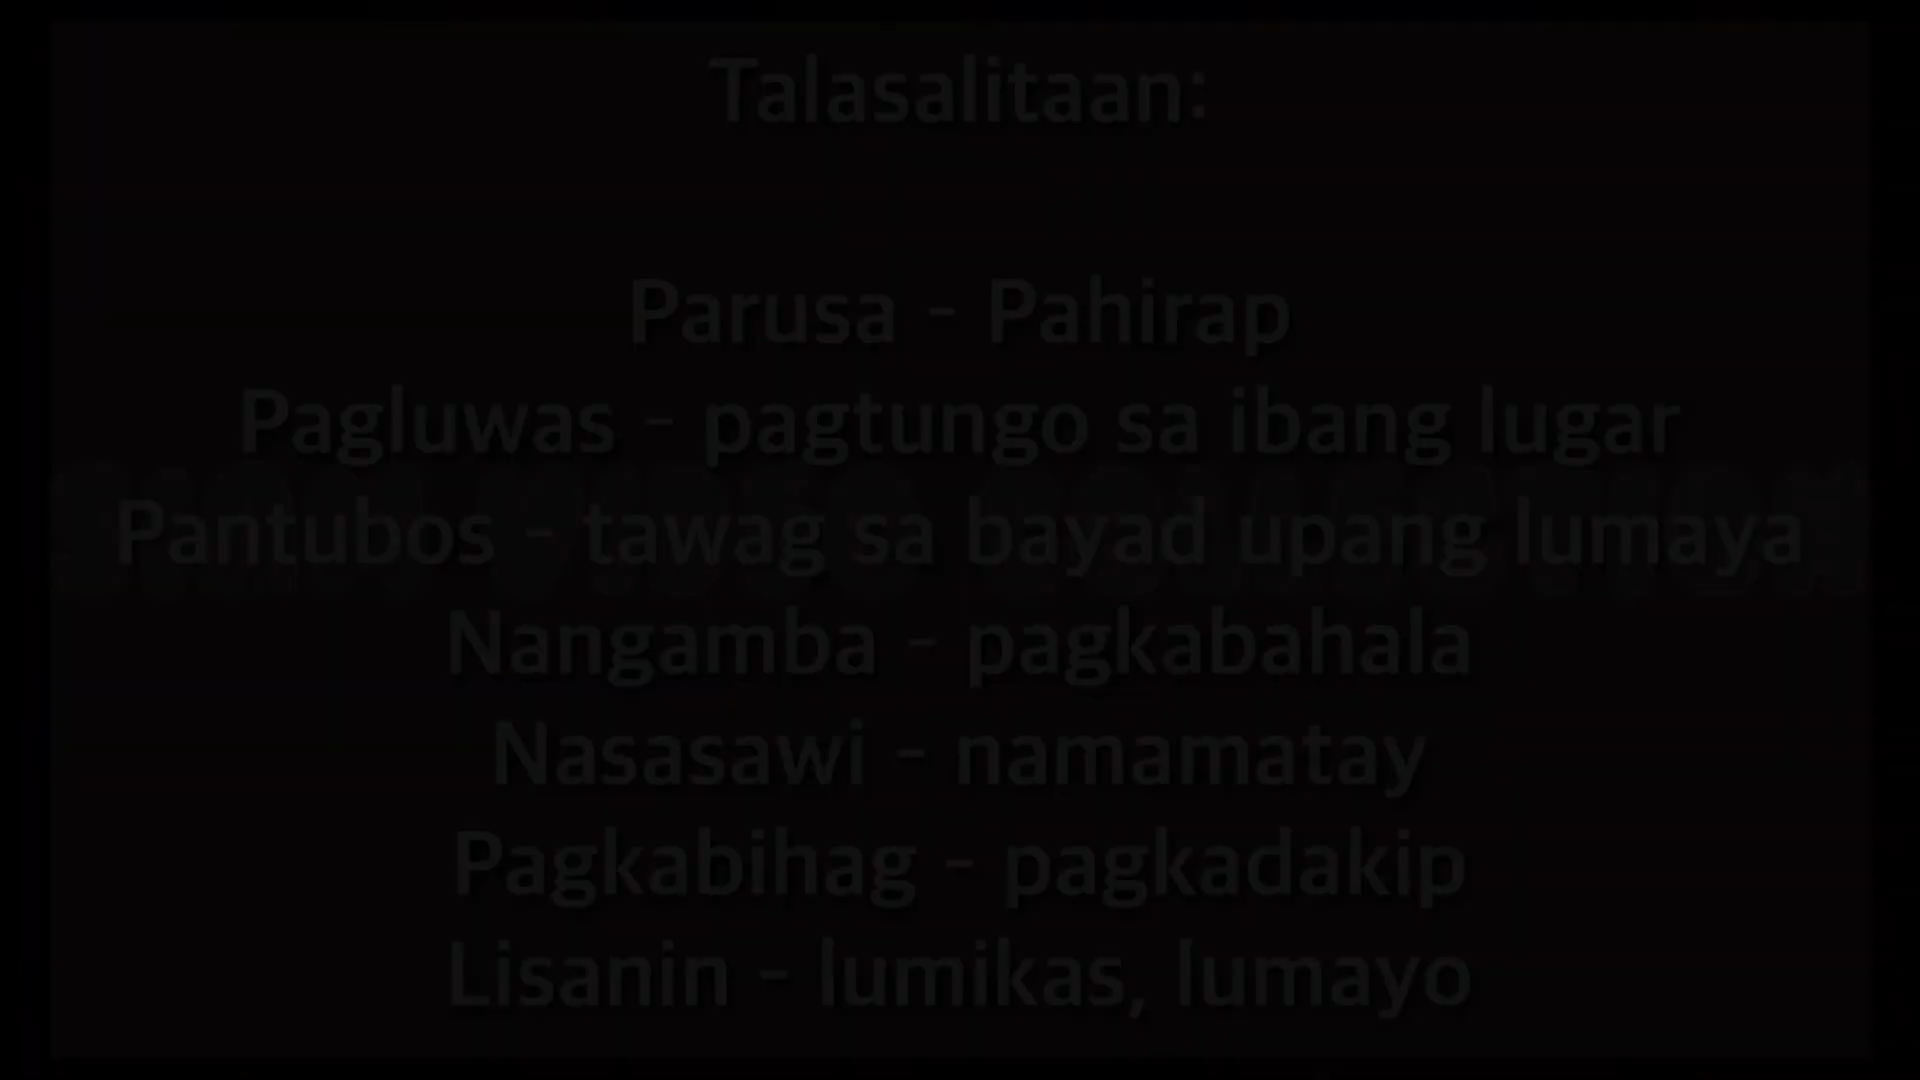 Talasalitaan:
Parusa - Pahirap
Pagluwas - pagtungo sa ibang lugar
Pantubos - tawag sa bayad upang lumaya
Nangamba - pagkabahala
Nasasawi - namamatay
Pagkabihag - pagkadakip
Lisanin - lumikas, lumayo